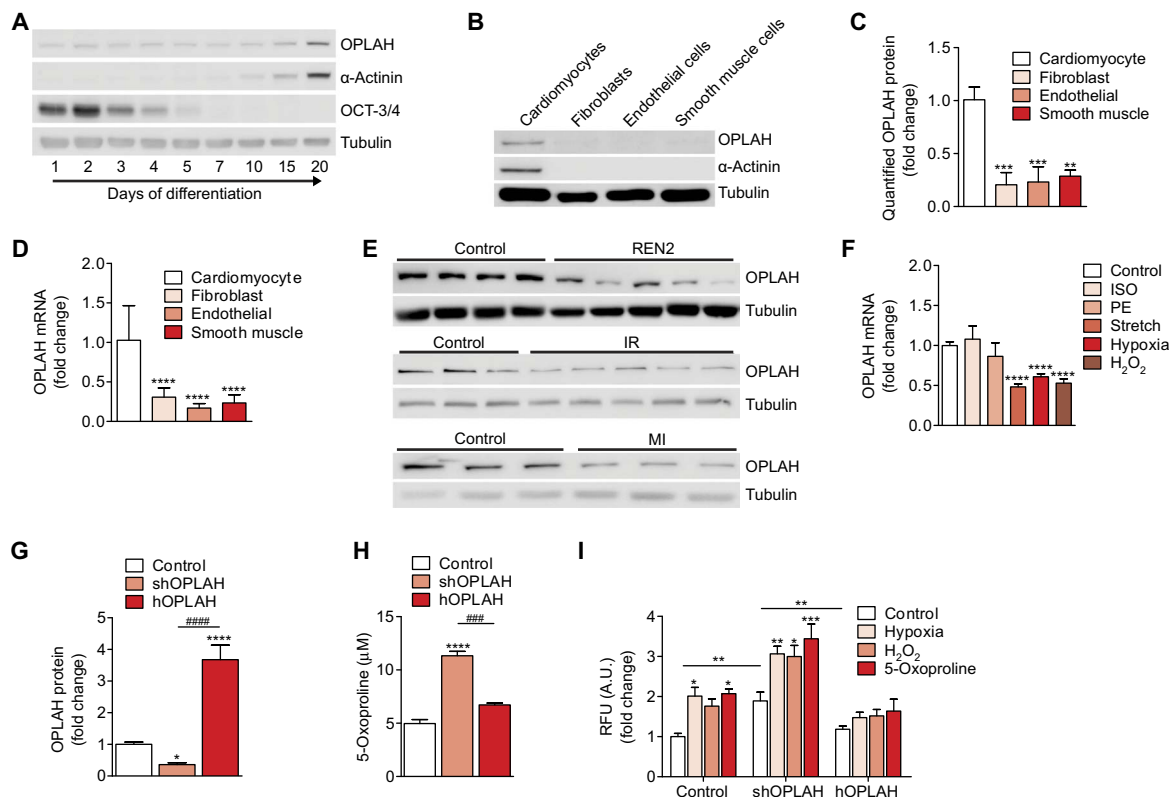 A
OPLAH
α-Actinin
OCT-3/4
Tubulin
1 2 3 4 5 7 10 15 20
Days of differentiation
B
Cardiomyocytes
Fibroblasts
Endothelial cells
Smooth muscle cells
OPLAH
α-Actinin
Tubulin
C
Cardiomyocyte
Fibroblast
Endothelial
Smooth muscle
Quantified OPLAH protein
(fold change)
1.5
1.0
0.5
0.0
*** *** **
D
Cardiomyocyte
Fibroblast
Endothelial
Smooth muscle
OPLAH mRNA
(fold change)
2.0
1.5
1.0
0.5
0.0
**** **** ****
E
Control REN2
OPLAH
Tubulin
Control IR
OPLAH
Tubulin
Control MI
OPLAH
Tubulin
F
Control
ISO
PE
Stretch
Hypoxia
H2O2
OPLAH mRNA
(fold change)
2.0
1.5
1.0
0.5
0.0
**** **** ****
G
Control
shOPLAH
hOPLAH
OPLAH protein
(fold change)
5
4
3
2
1
0
####
* ****
H
Control
shOPLAH
hOPLAH
5-Oxoproline (µM)
15
10
5
0
###
****
I
Control
Hypoxia
H2O2
5-Oxoproline
RFU (A.U.)
(fold change)
4
3
2
1
0
** **
* * ** * ***
Control shOPLAH hOPLAH